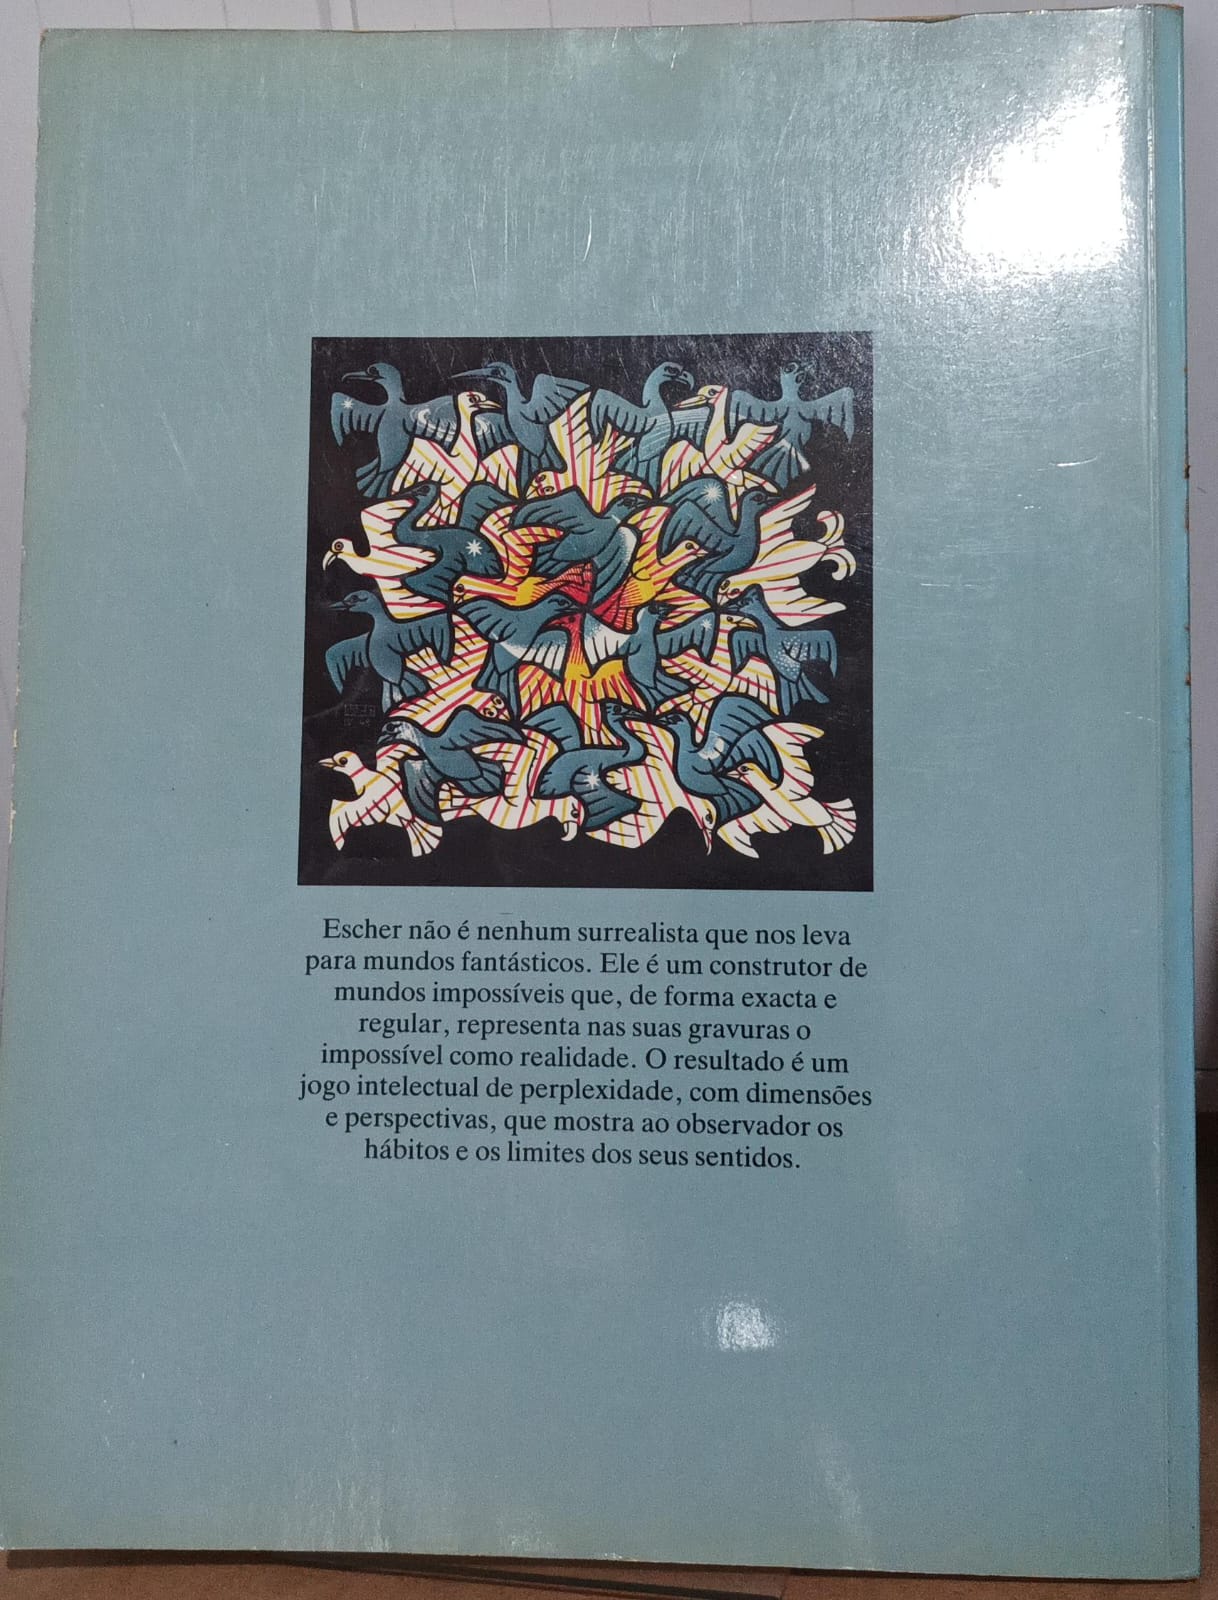 Escher não é nenhum surrealista que nos leva
para mundos fantásticos. Ele é um construtor de
mundos impossíveis que, de forma exacta e
regular, representa nas suas gravuras o
impossível como realidade. O resultado é um
jogo intelectual de perplexidade, com dimensões
e perspectivas, que mostra ao observador os
hábitos e os limites dos seus sentidos.